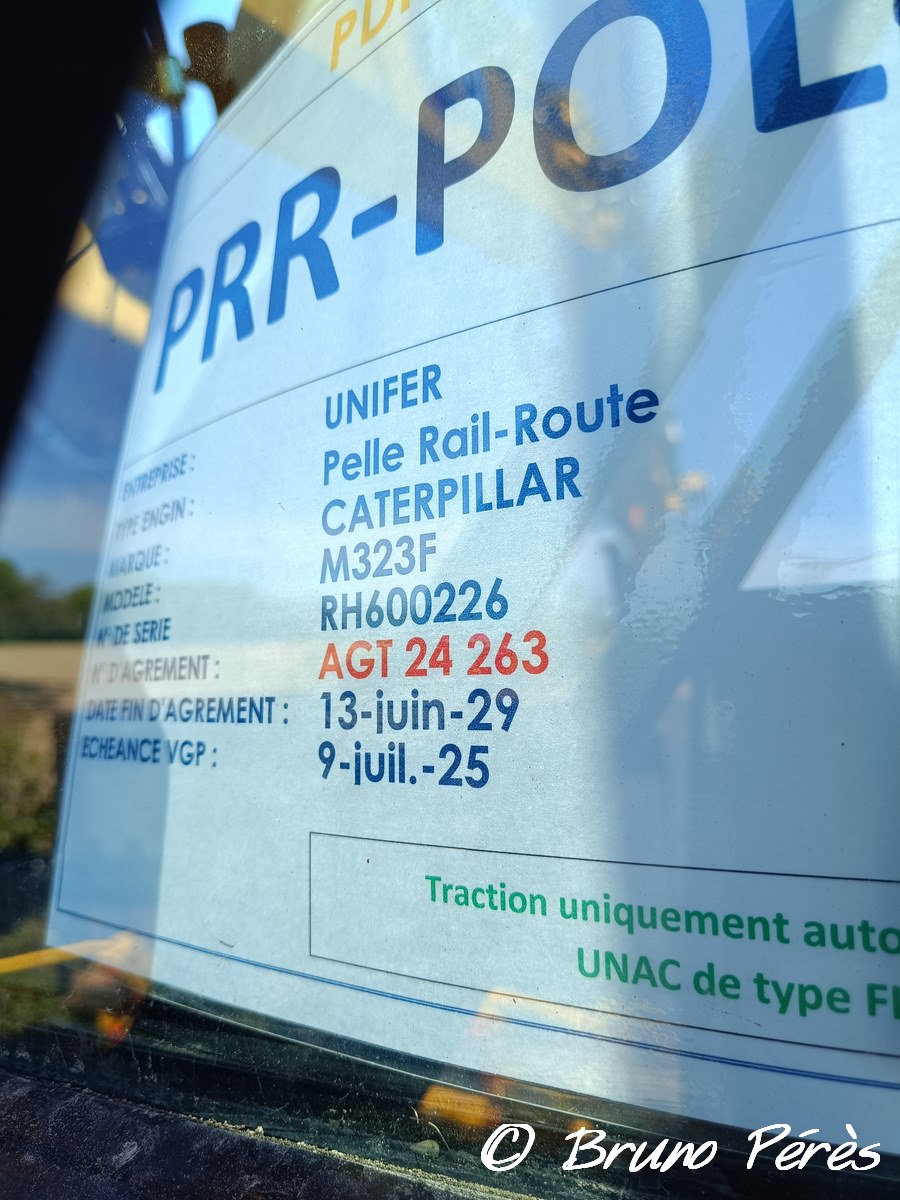 PRR-POL
ENTREPRISE : UNIFER
TYPE ENGIN : Pelle Rail-Route
MARQUE : CATERPILLAR
MODELE : M323F
N° DE SERIE RH600226
N° D'AGREMENT : AGT 24 263
DATE FIN D'AGREMENT : 13-juin-29
ECHEANCE VGP : 9-juil.-25
Traction uniquement auto
UNAC de type
© Bruno Pérès